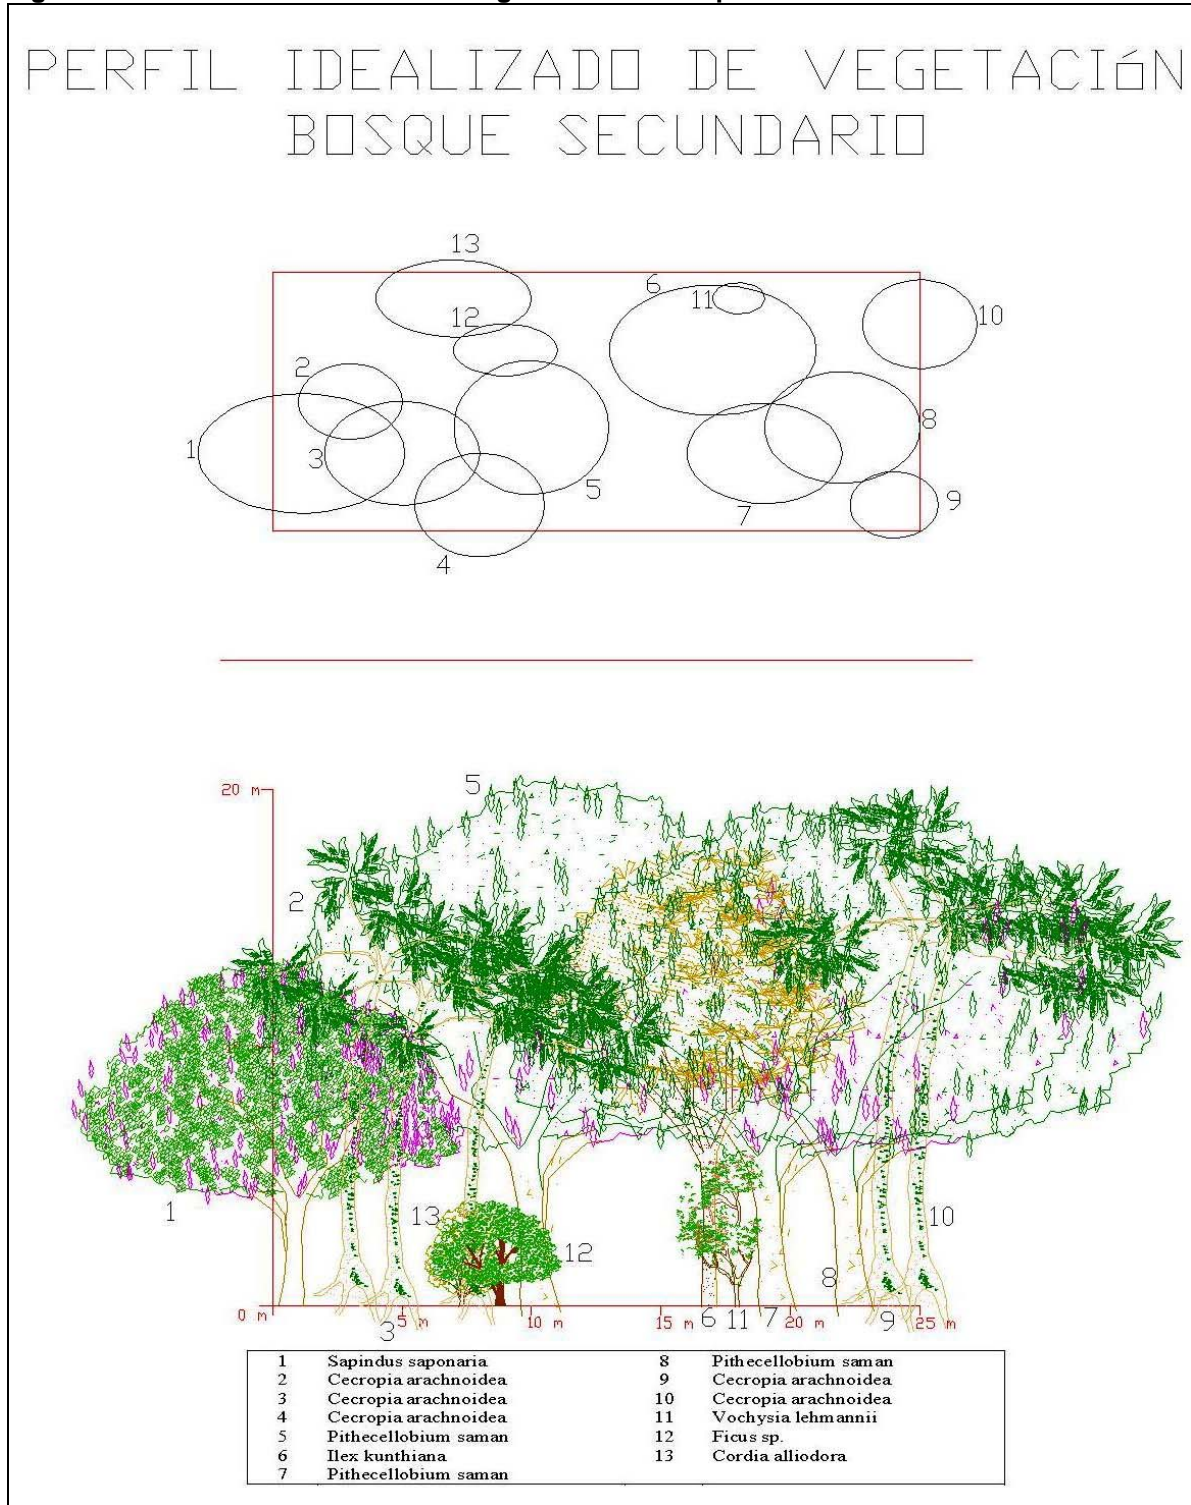 PERFIL IDEALIZADO DE VEGETACIóN
BOSQUE SECUNDARIO
13
6
12
11
10
2
8
1
3
5
9
7
4
5
20 m
2
1
13
10
12
8
0 m
5 m
10 m
15 m
20 m
25 m
3
6
11
7
9
1 Sapindus saponaria
2 Cecropia arachnoidea
3 Cecropia arachnoidea
4 Cecropia arachnoidea
5 Pithecellobium saman
6 Ilex kunthiana
7 Pithecellobium saman
8 Pithecellobium saman
9 Cecropia arachnoidea
10 Cecropia arachnoidea
11 Vochysia lehmannii
12 Ficus sp.
13 Cordia alliodora